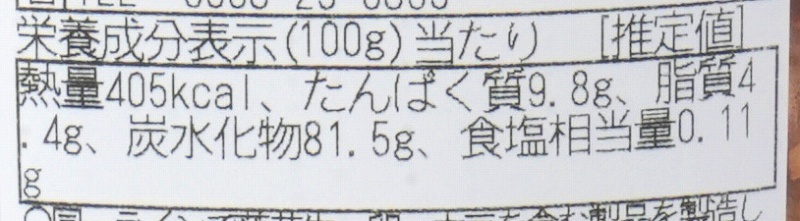 栄養成分表示(100g)当たり [推定値]
熱量405kcal、たんぱく質9.8g、脂質4
.4g、炭水化物81.5g、食塩相当量0.11
g